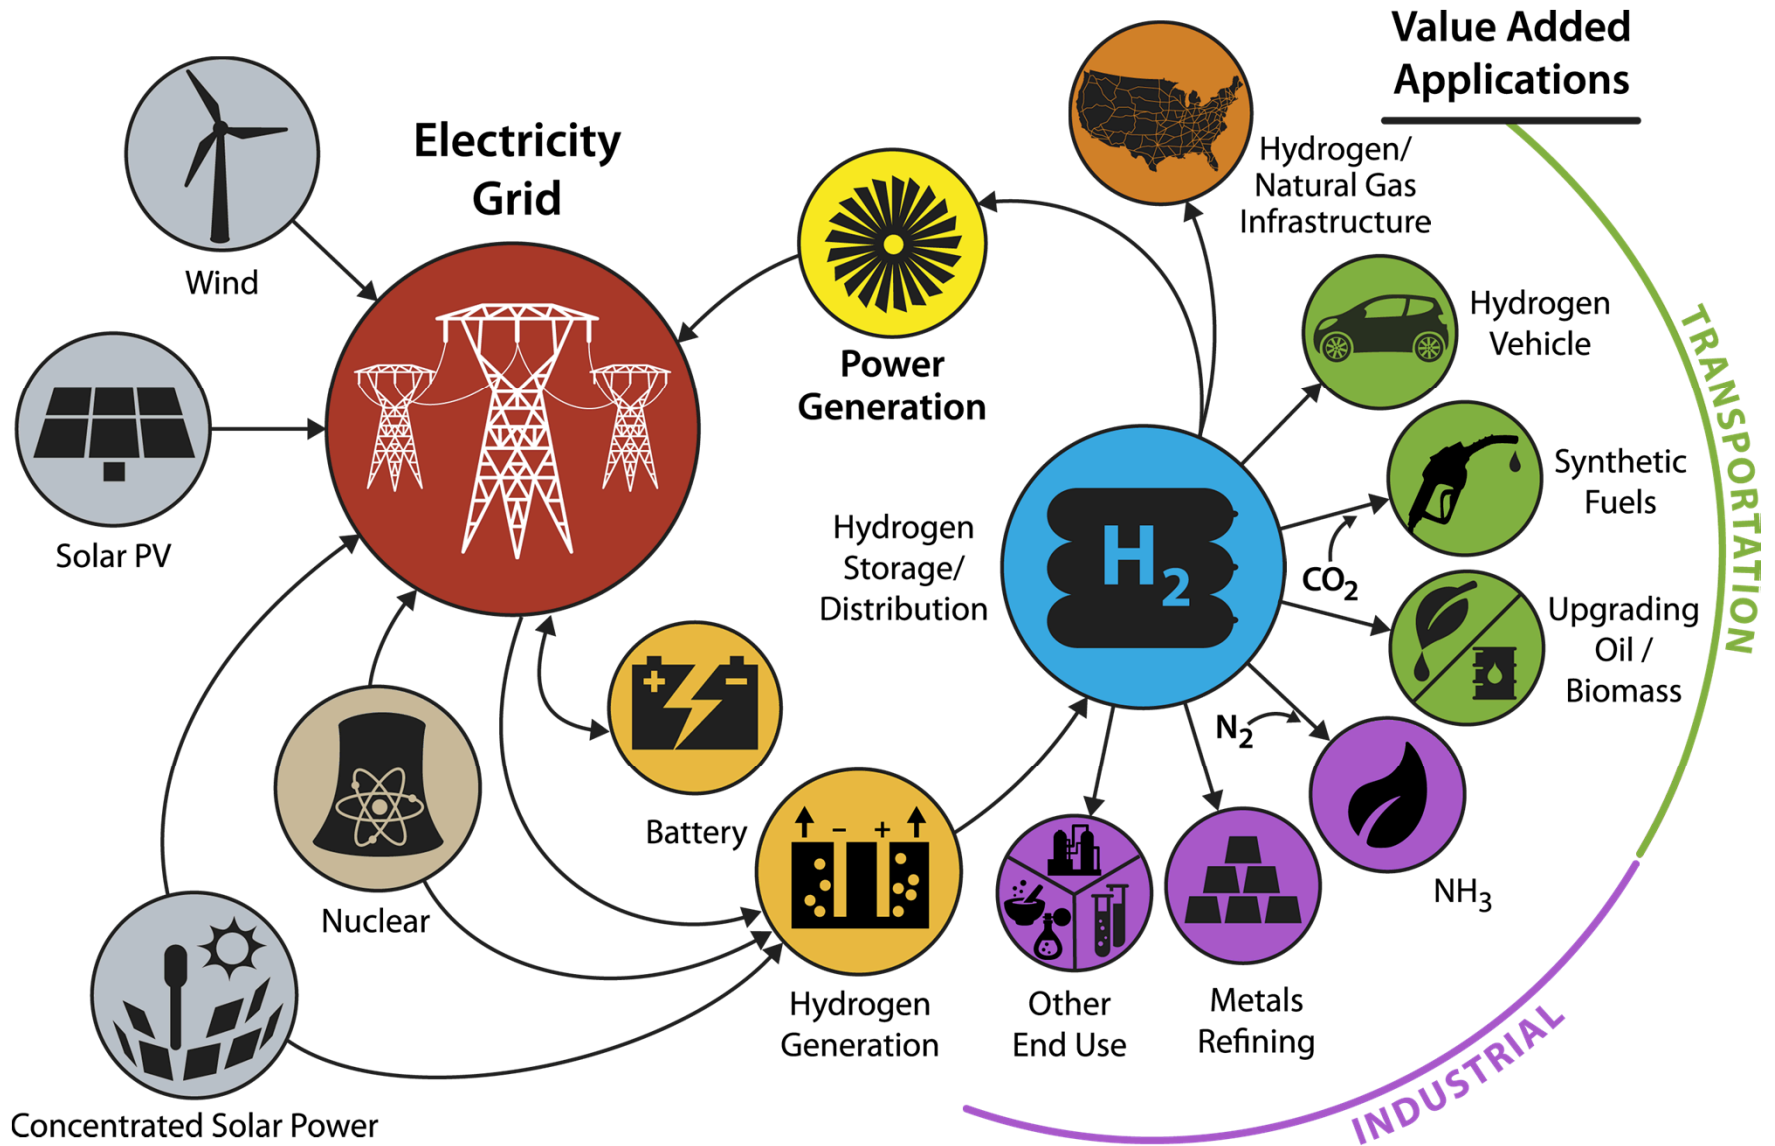 Value Added
Applications
Electricity
Grid
Wind
Solar PV
Concentrated Solar Power
Nuclear
Battery
Hydrogen
Generation
+ −
− +
Power
Generation
Hydrogen
Storage/
Distribution
H2
Hydrogen/
Natural Gas
Infrastructure
Hydrogen
Vehicle
Synthetic
Fuels
CO2
Upgrading
Oil /
Biomass
N2
NH3
Metals
Refining
Other
End Use
TRANSPORTATION
INDUSTRIAL